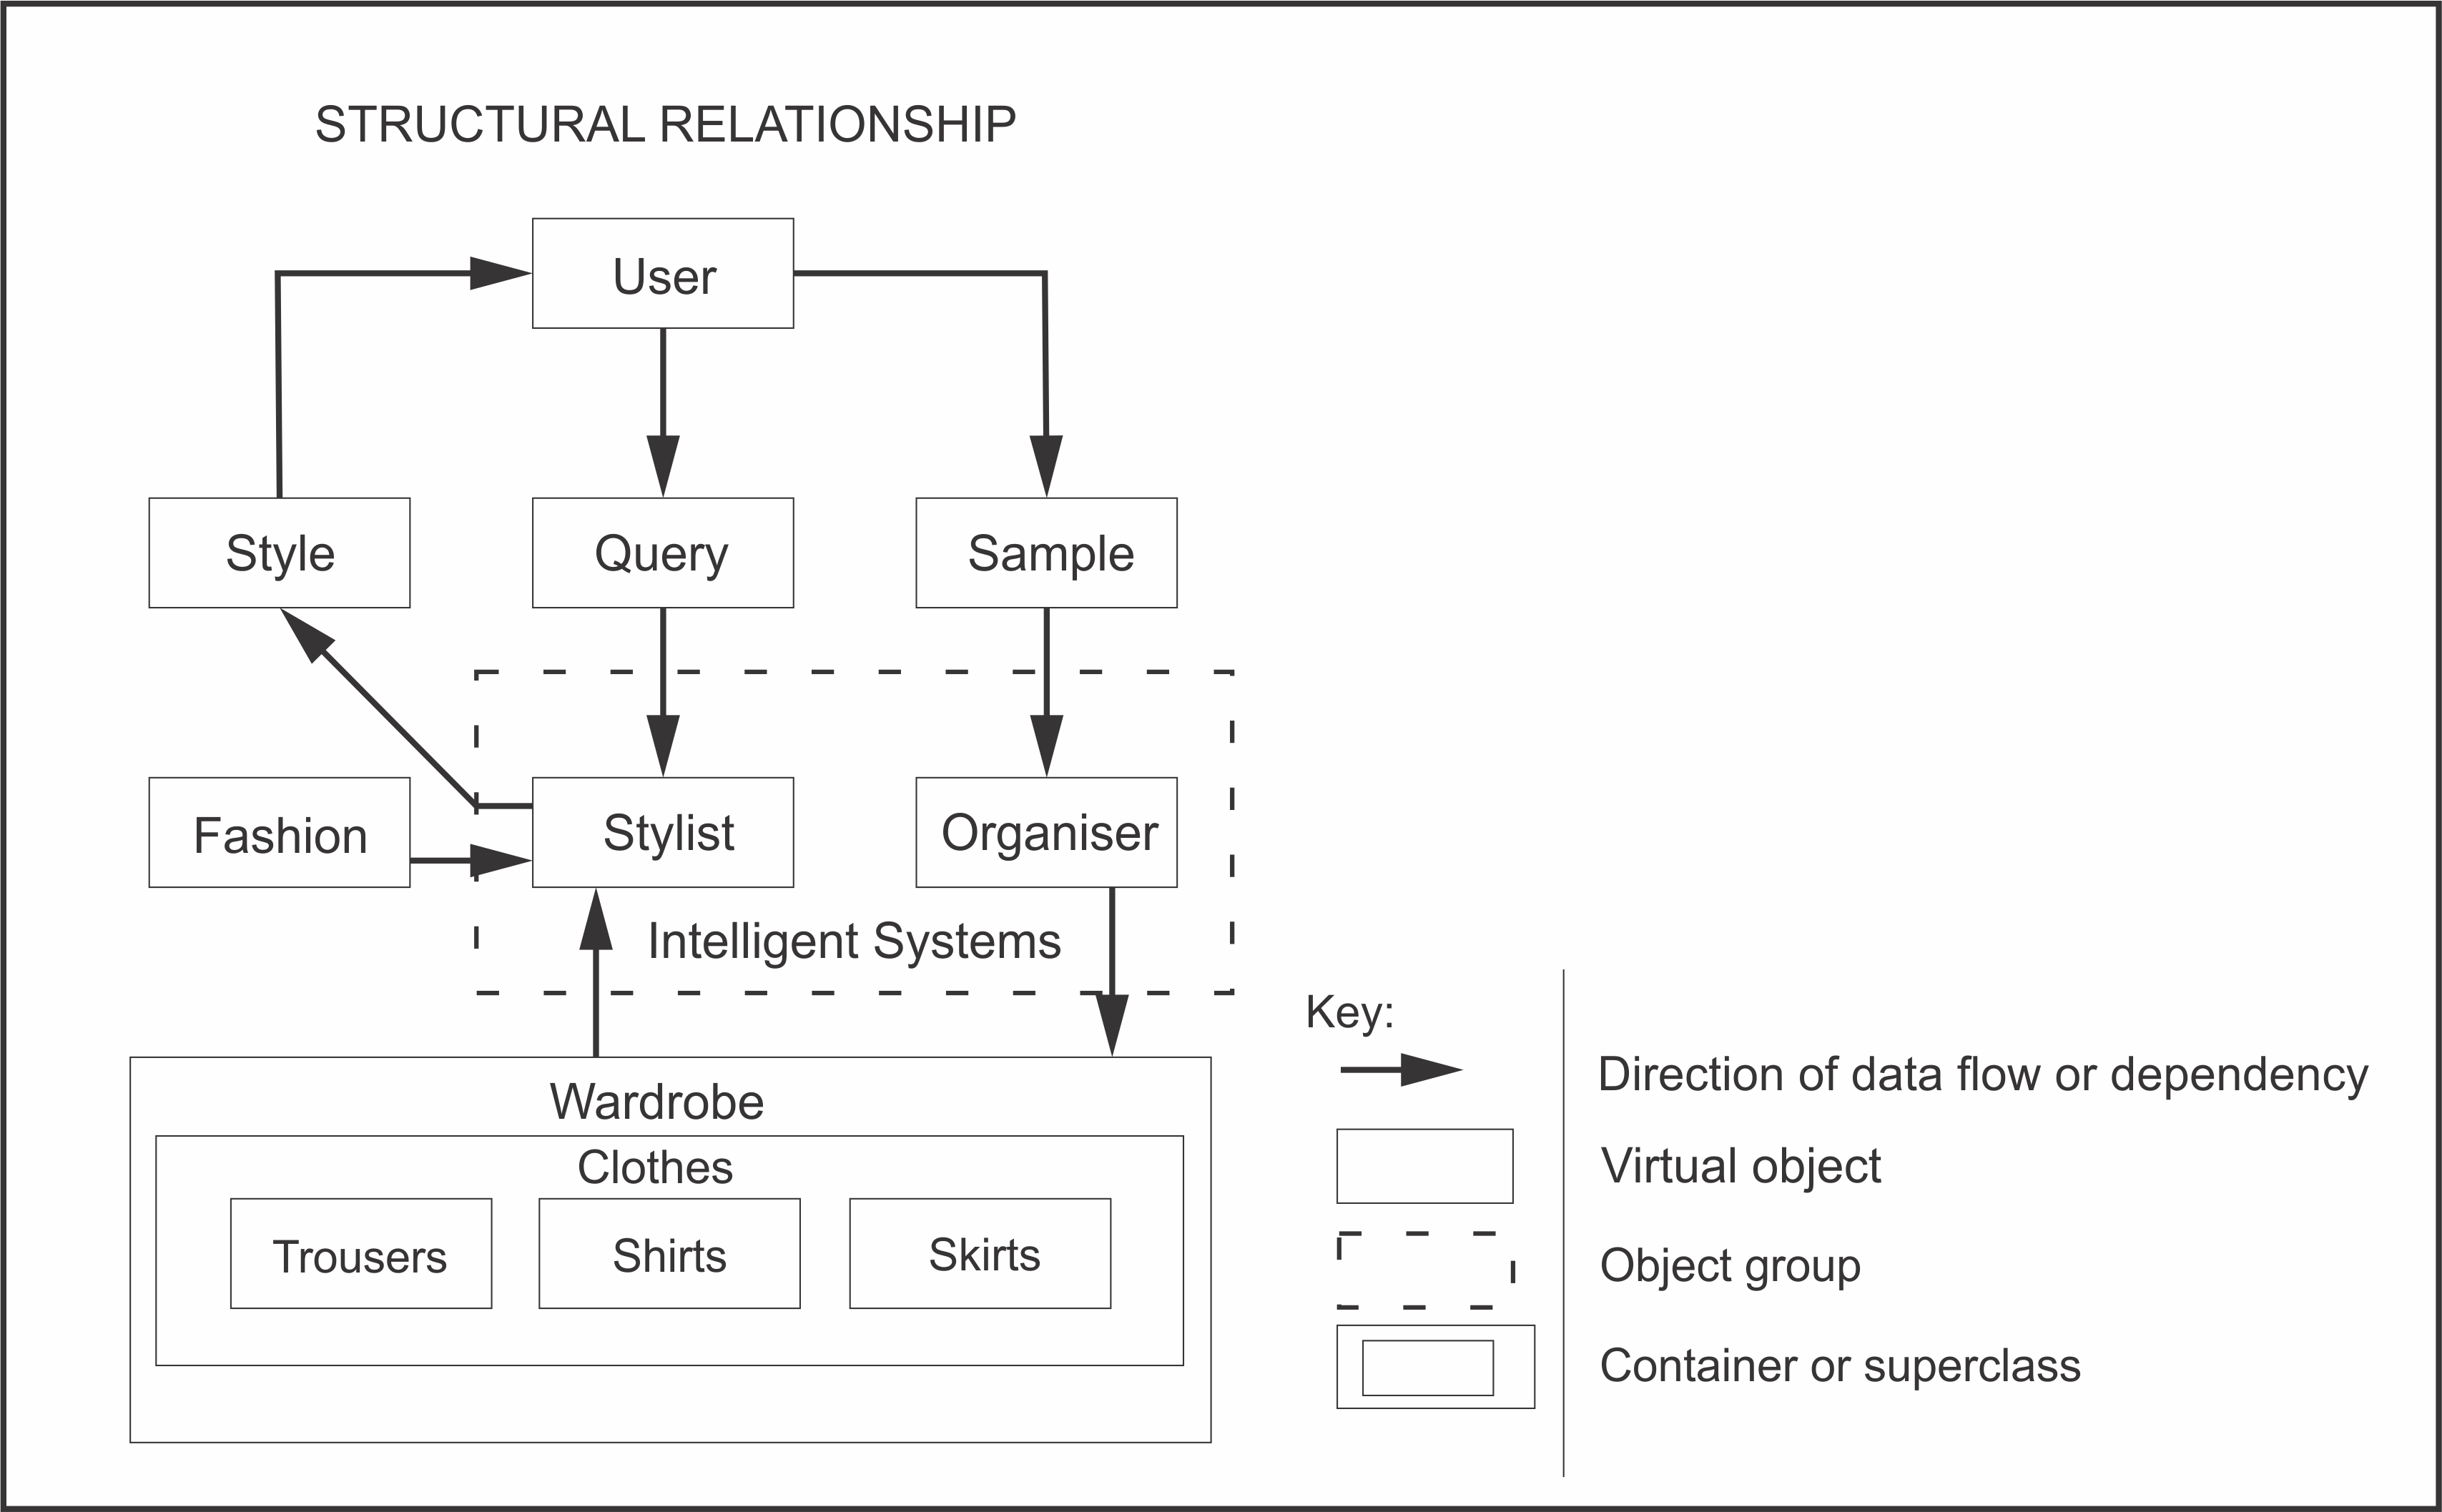 STRUCTURAL RELATIONSHIP
User
Style
Query
Sample
Fashion
Stylist
Organiser
Intelligent Systems
Wardrobe
Clothes
Trousers
Shirts
Skirts
Key:
Direction of data flow or dependency
Virtual object
Object group
Container or superclass